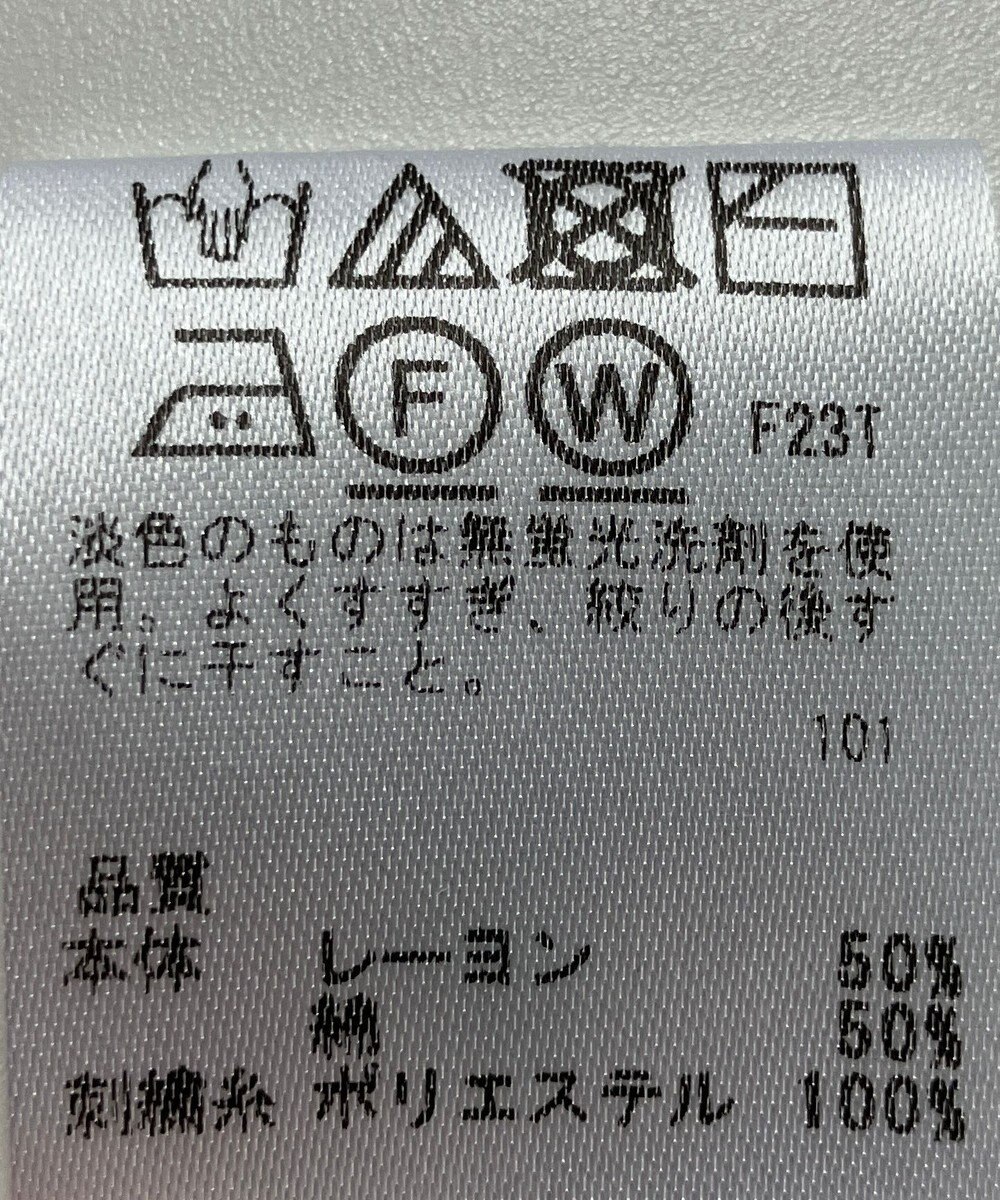 F W F23T
淡色のものは無蛍光洗剤を使
用。よくすすぎ、絞りの後す
ぐに干すこと。
101
品質
本体 レーヨン 50%
綿 50%
刺繍糸 ポリエステル 100%